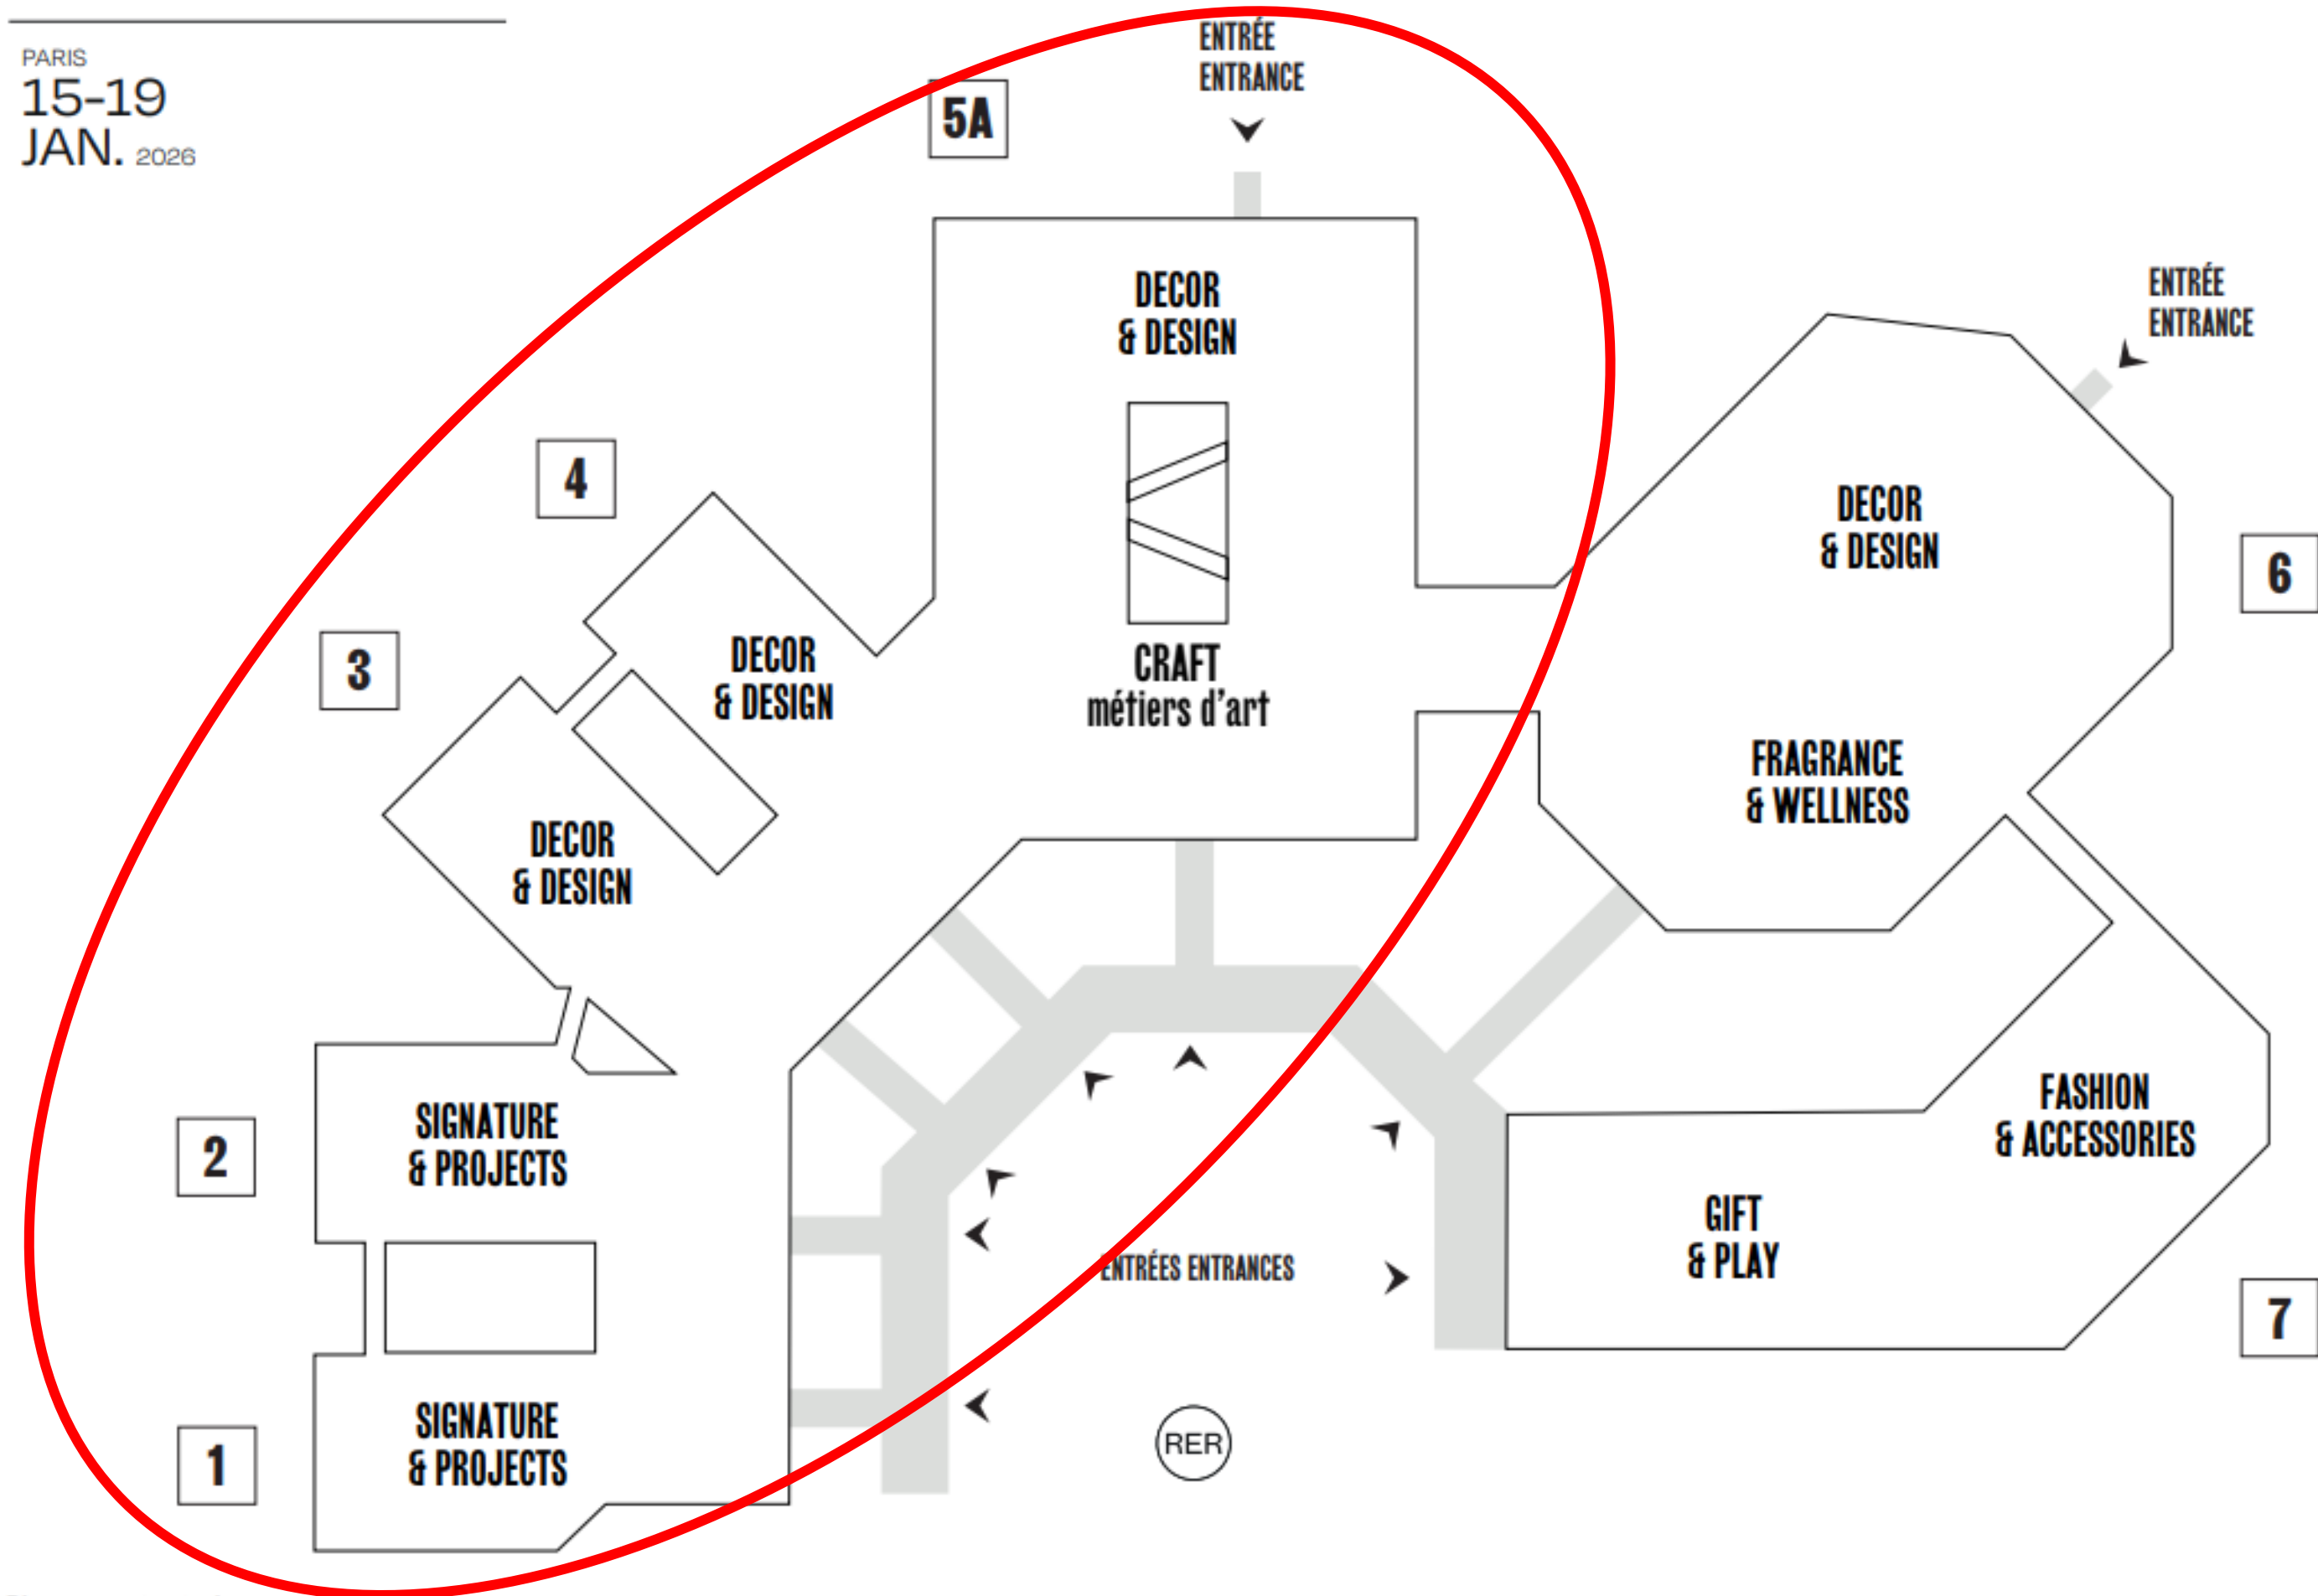 PARIS
15-19
JAN. 2026
ENTRÉE
ENTRANCE
5A
DECOR
& DESIGN
ENTRÉE
ENTRANCE
4
DECOR
& DESIGN
6
CRAFT
métiers d'art
3
DECOR
& DESIGN
FRAGRANCE
& WELLNESS
DECOR
& DESIGN
2
SIGNATURE
& PROJECTS
FASHION
& ACCESSORIES
GIFT
& PLAY
ENTRÉES ENTRANCES
7
1
SIGNATURE
& PROJECTS
RER